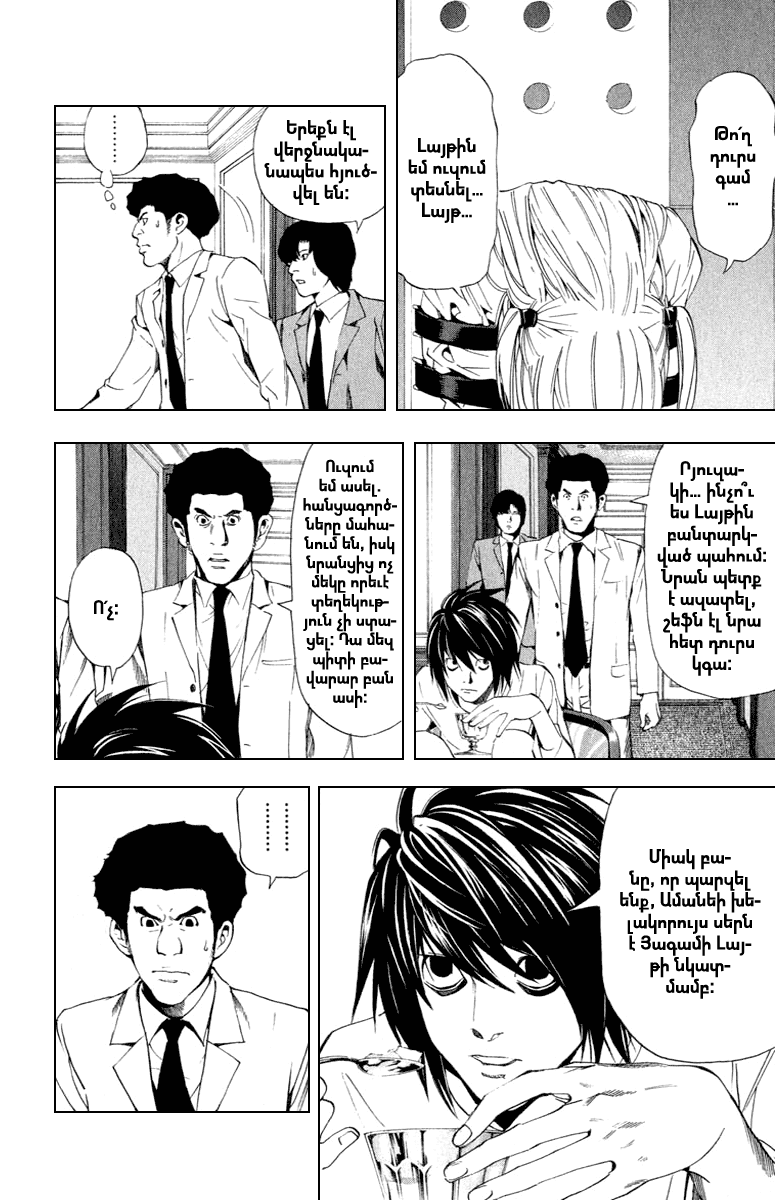 Թո՛ղ
դուրս
գամ
...
Լայթին
եմ ուզում
տեսնել...
Լայթ...
Երեքն էլ
վերջնակա-
նապես հյուծ-
վել են:
........
Րյուզա-
կի... ինչո՞ւ
ես Լայթին
բանտարկ-
ված պահում:
Նրան պետք
է ազատել,
շեֆն էլ նրա
հետ դուրս
կգա:
Ուզում
եմ ասել.
հանցագործ-
ները մահա-
նում են, իսկ
նրանցից ոչ
մեկը որեւէ
տեղեկութ-
յուն չի ստա-
ցել: Դա մեզ
պիտի բա-
վարար բան
ասի:
Ո՛չ:
Միակ բա-
նը, որ պարզել
ենք, Ամանեի խե-
լակորույս սերն
է Յագամի Լայ-
թի նկատ-
մամբ:
........